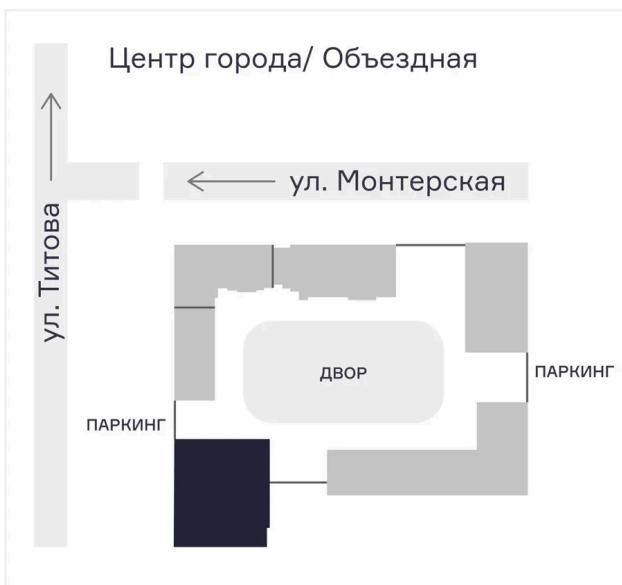 Центр города/ Объездная
ул. Монтерская
ул. Титова
ДВОР
ПАРКИНГ
ПАРКИНГ